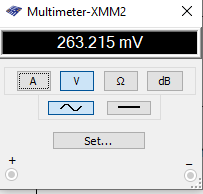 Multimeter-XMM2
263.215 mV
A V Ω dB
Set...
+ −